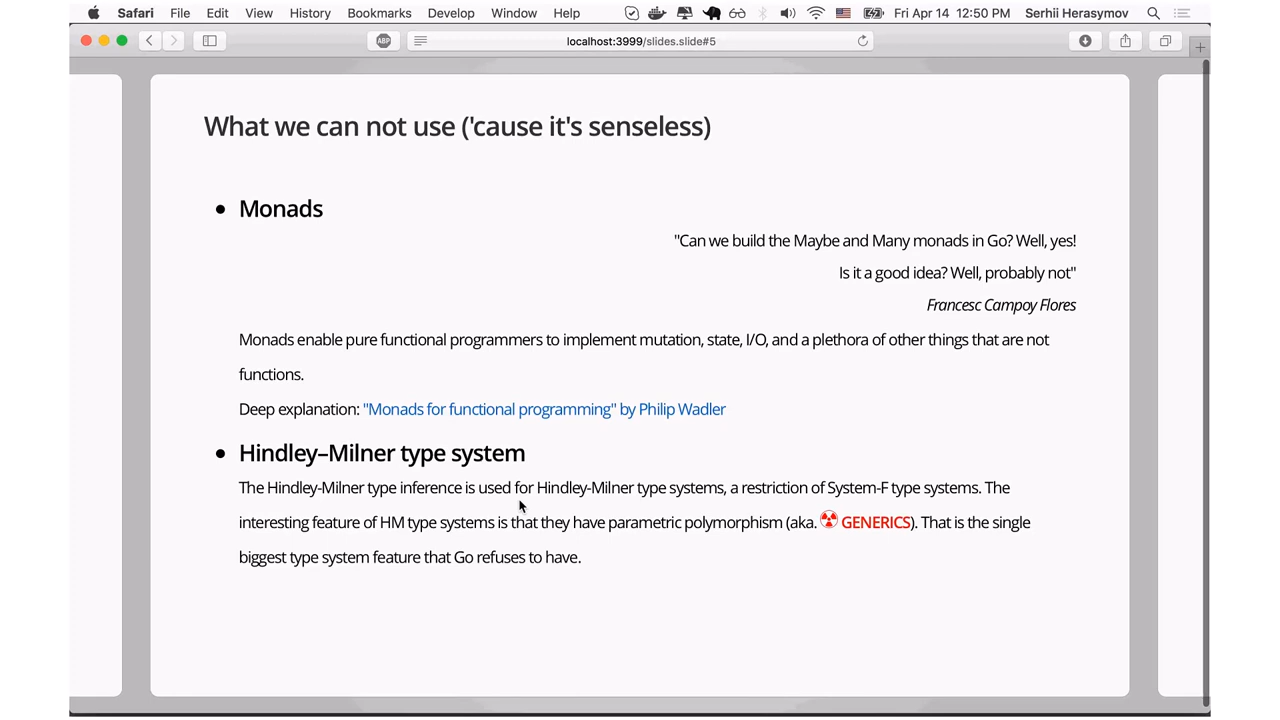 Safari File Edit View History Bookmarks Develop Window Help Fri Apr 14 12:50 PM Serhii Herasymov
ABP localhost:3999/slides.slide#5
What we can not use ('cause it's senseless)
Monads
"Can we build the Maybe and Many monads in Go? Well, yes!
Is it a good idea? Well, probably not"
Francesc Campoy Flores
Monads enable pure functional programmers to implement mutation, state, I/O, and a plethora of other things that are not
functions.
Deep explanation: "Monads for functional programming" by Philip Wadler
Hindley–Milner type system
The Hindley-Milner type inference is used for Hindley-Milner type systems, a restriction of System-F type systems. The
interesting feature of HM type systems is that they have parametric polymorphism (aka. ☢ GENERICS). That is the single
biggest type system feature that Go refuses to have.